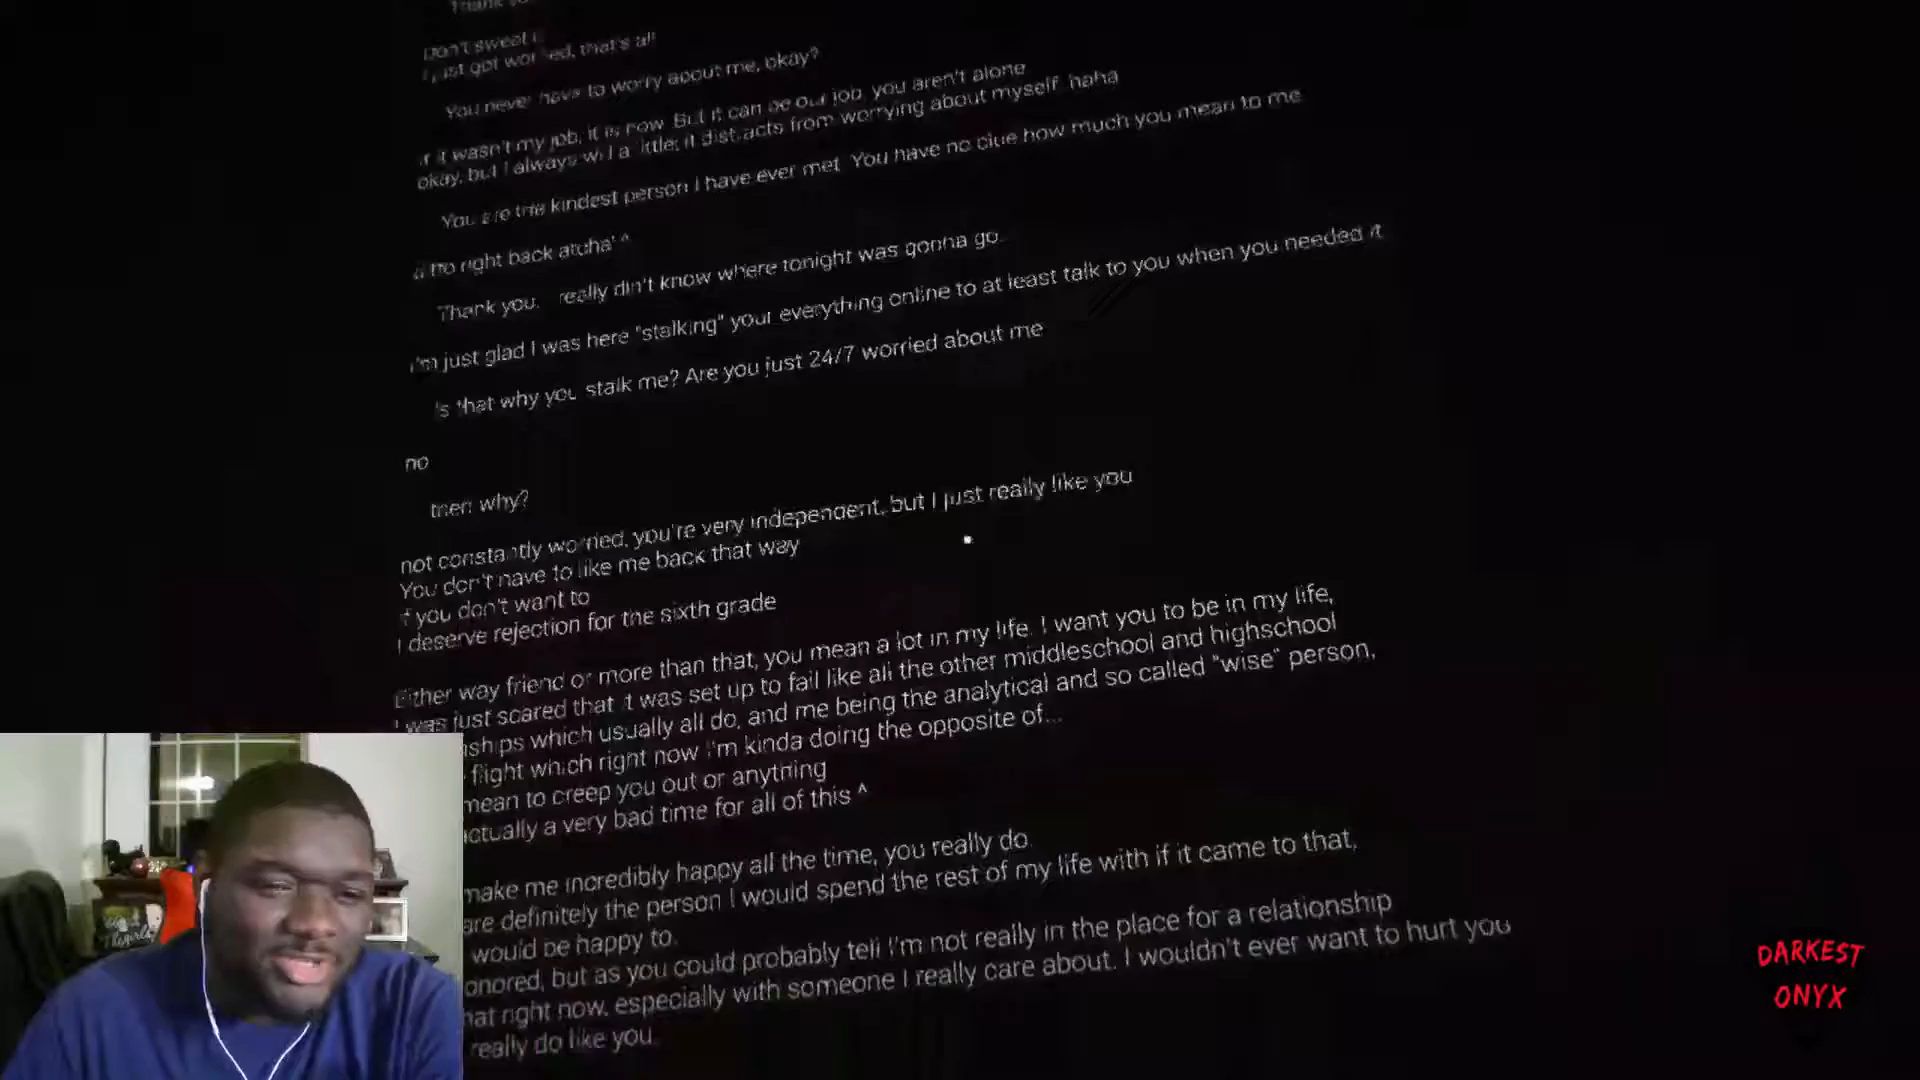 Thank
Don't sweat i
I just got worried, that's all
You never have to worry about me, okay?
if it wasn't my job, it is now. But it can be our job, you aren't alone
okay, but I always will a little; it distracts from worrying about myself haha
You are the kindest person I have ever met. You have no clue how much you mean to me
right back atcha' ^
Thank you. really din't know where tonight was gonna go.
I'm just glad I was here "stalking" your everything online to at least talk to you when you needed it
Is that why you stalk me? Are you just 24/7 worried about me
no
then why?
not constantly worried, you're very independent, but I just really like you
You don't have to like me back that way
if you don't want to
I deserve rejection for the sixth grade
Either way friend or more than that, you mean a lot in my life. I want you to be in my life,
I was just scared that it was set up to fail like all the other middleschool and highschool
ships which usually all do, and me being the analytical and so called "wise" person,
flight which right now I'm kinda doing the opposite of...
mean to creep you out or anything
actually a very bad time for all of this ^
make me incredibly happy all the time, you really do.
are definitely the person I would spend the rest of my life with if it came to that,
would be happy to.
onored, but as you could probably tell I'm not really in the place for a relationship
hat right now, especially with someone I really care about. I wouldn't ever want to hurt you
really do like you.
DARKEST
ONYX